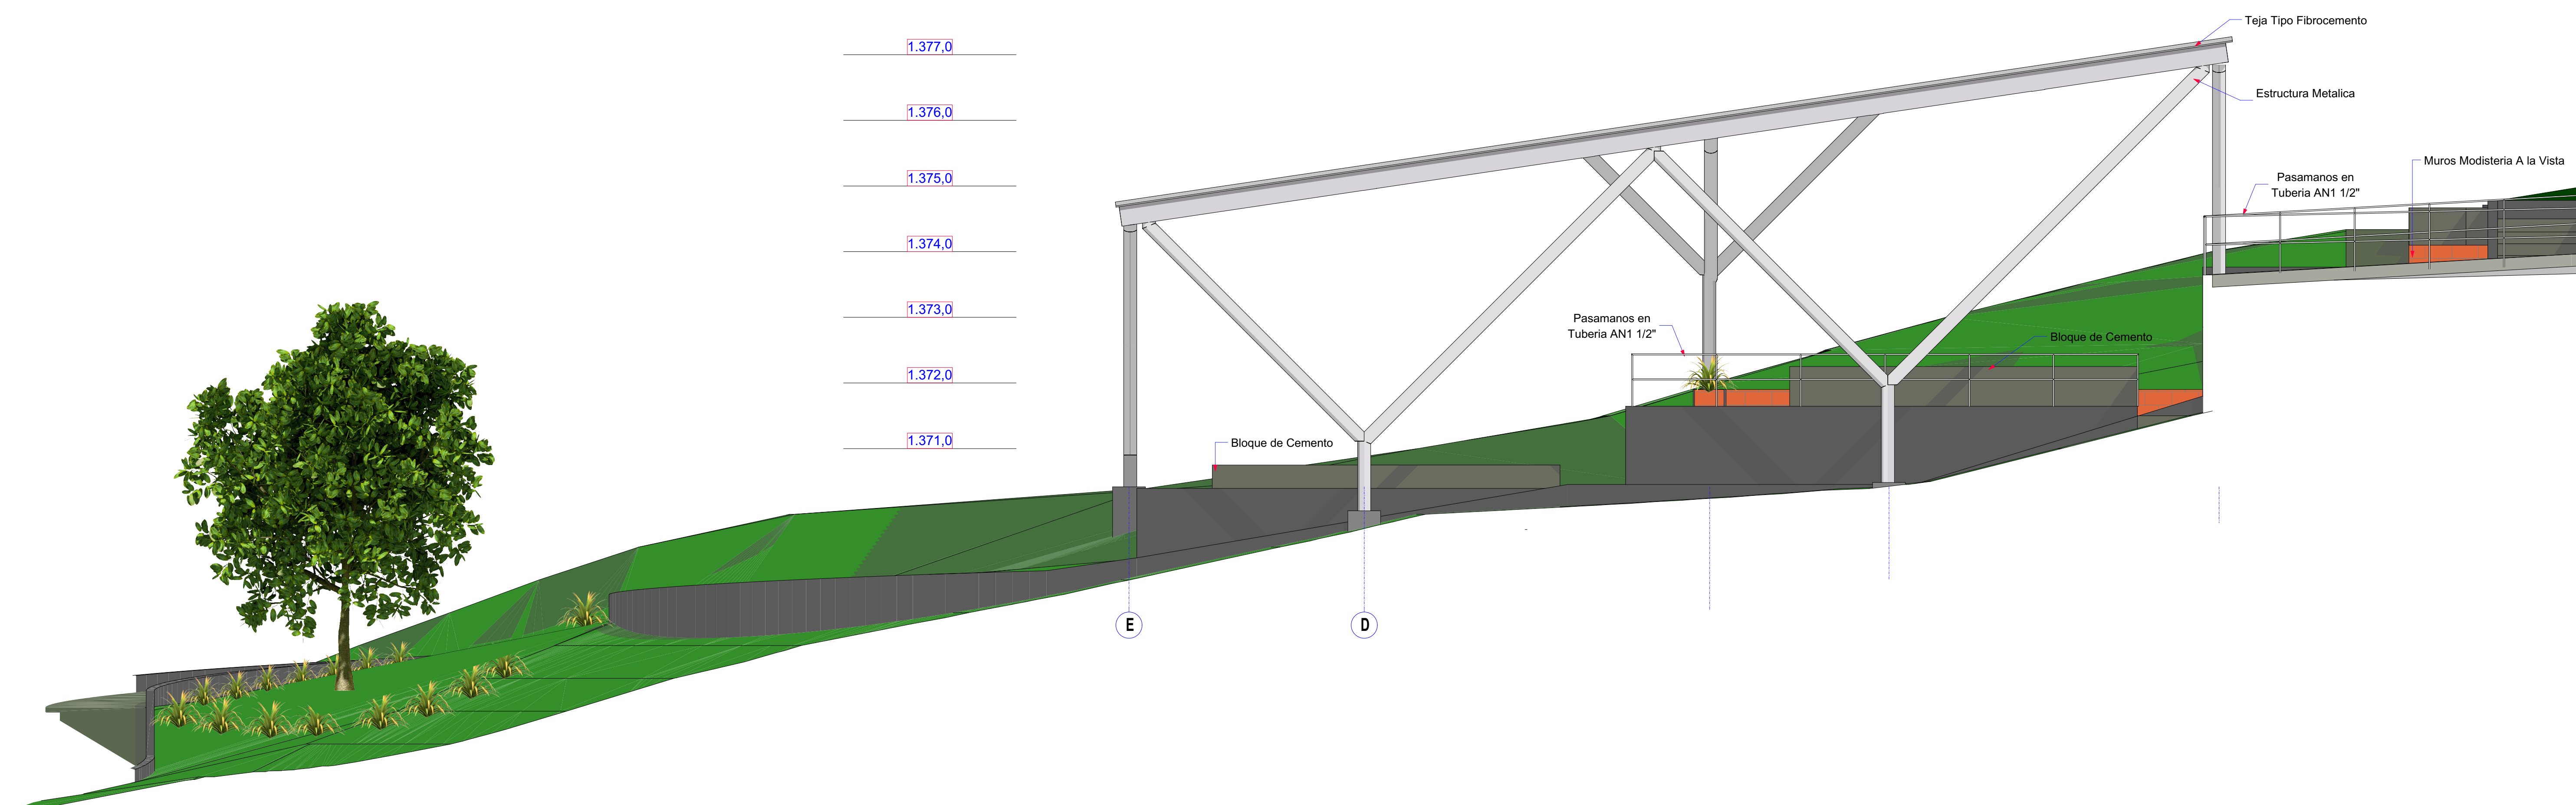 Teja Tipo Fibrocemento
1.377,0
Estructura Metalica
1.376,0
Muros Modisteria A la Vista
1.375,0
Pasamanos en
Tuberia AN1 1/2"
1.374,0
1.373,0
Pasamanos en
Tuberia AN1 1/2"
Bloque de Cemento
1.372,0
1.371,0
Bloque de Cemento
E
D